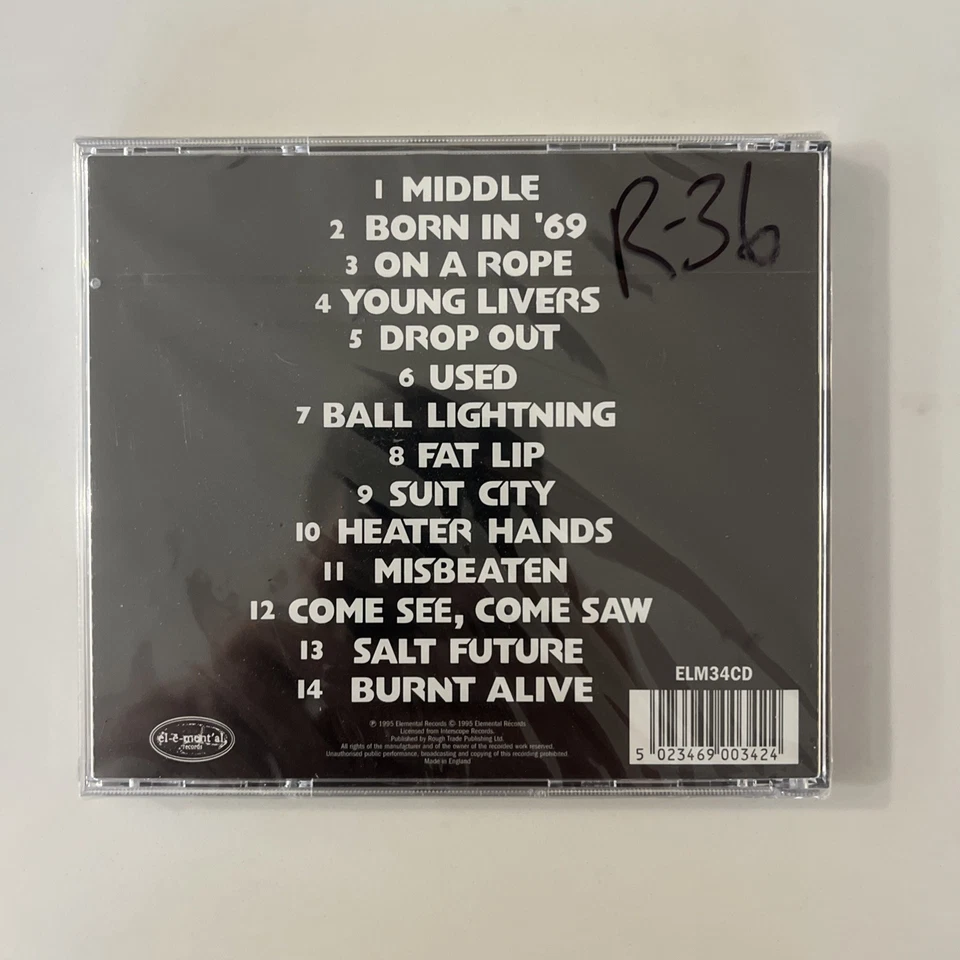 1 MIDDLE
R-36
2 BORN IN '69
3 ON A ROPE
4 YOUNG LIVERS
5 DROP OUT
6 USED
7 BALL LIGHTNING
8 FAT LIP
9 SUIT CITY
10 HEATER HANDS
11 MISBEATEN
12 COME SEE, COME SAW
13 SALT FUTURE
14 BURNT ALIVE
ELM34CD
el-e-ment'al
records
℗ 1995 Elemental Records © 1995 Elemental Records
Licensed from Interscope Records.
Published by Rough Trade Publishing Ltd.
All rights of the manufacturer and of the owner of the recorded work reserved.
Unauthorised public performance, broadcasting and copying of this recording prohibited.
Made in England
5 023469 003424